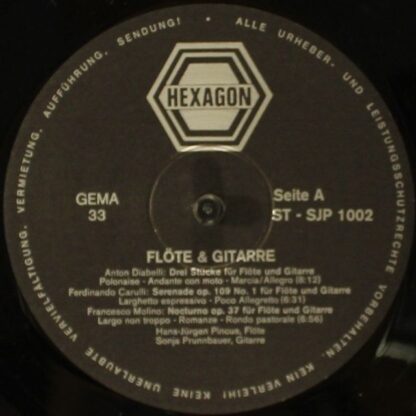 ALLE URHEBER- UND LEISTUNGSSCHUTZRECHTE VORBEHALTEN. KEIN VERLEIH! KEINE UNERLAUBTE VERVIELFÄLTIGUNG, VERMIETUNG, AUFFÜHRUNG, SENDUNG! •
HEXAGON
GEMA
33
Seite A
ST - SJP 1002
FLÖTE & GITARRE
Anton Diabelli: Drei Stücke für Flöte und Gitarre
Polonaise - Andante con moto - Marcia/Allegro (6:12)
Ferdinando Carulli: Serenade op. 109 No. 1 für Flöte und Gitarre
Larghetto espressivo - Poco Allegretto (6:31)
Francesco Molino: Nocturno op. 37 für Flöte und Gitarre
Largo non troppo - Romanze - Rondo pastorale (6:56)
Hans-Jürgen Pincus, Flöte
Sonja Prunnbauer, Gitarre